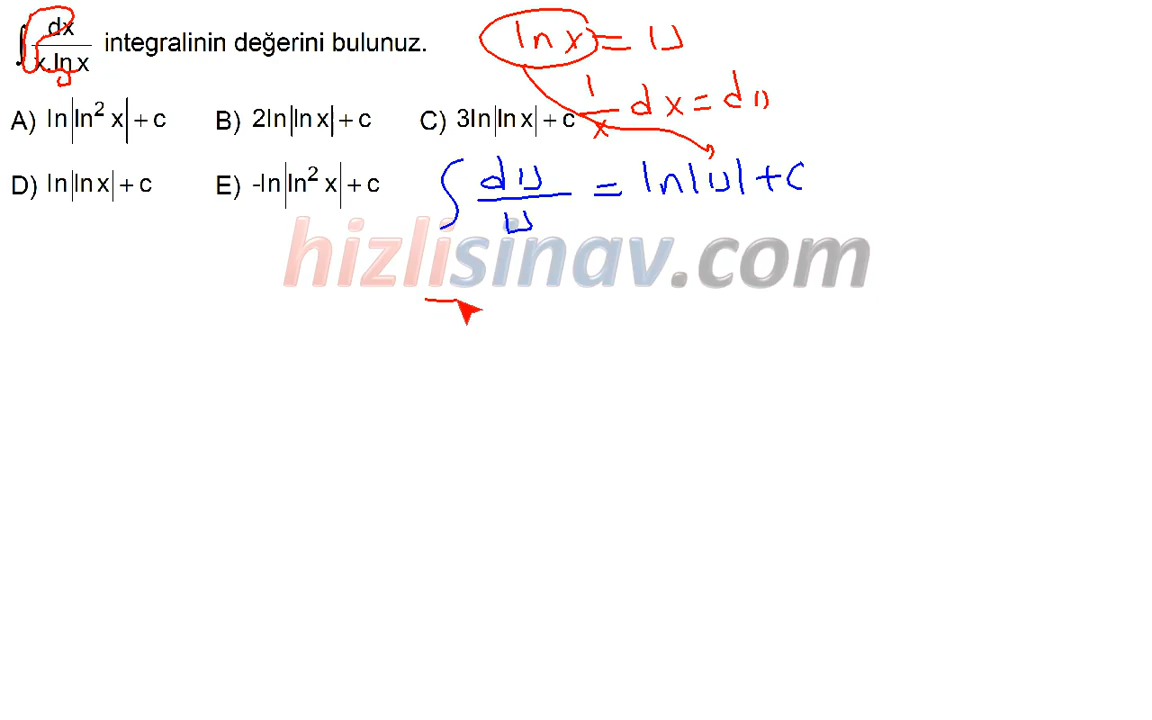 ∫ dx / x.ln x integralinin değerini bulunuz.
A) ln|ln² x| + c B) 2ln|ln x| + c C) 3ln|ln x| + c
D) ln|ln x| + c E) -ln|ln² x| + c
ln x = u
1/x dx = du
∫ du/u = ln|u| + c
hizlisinav.com